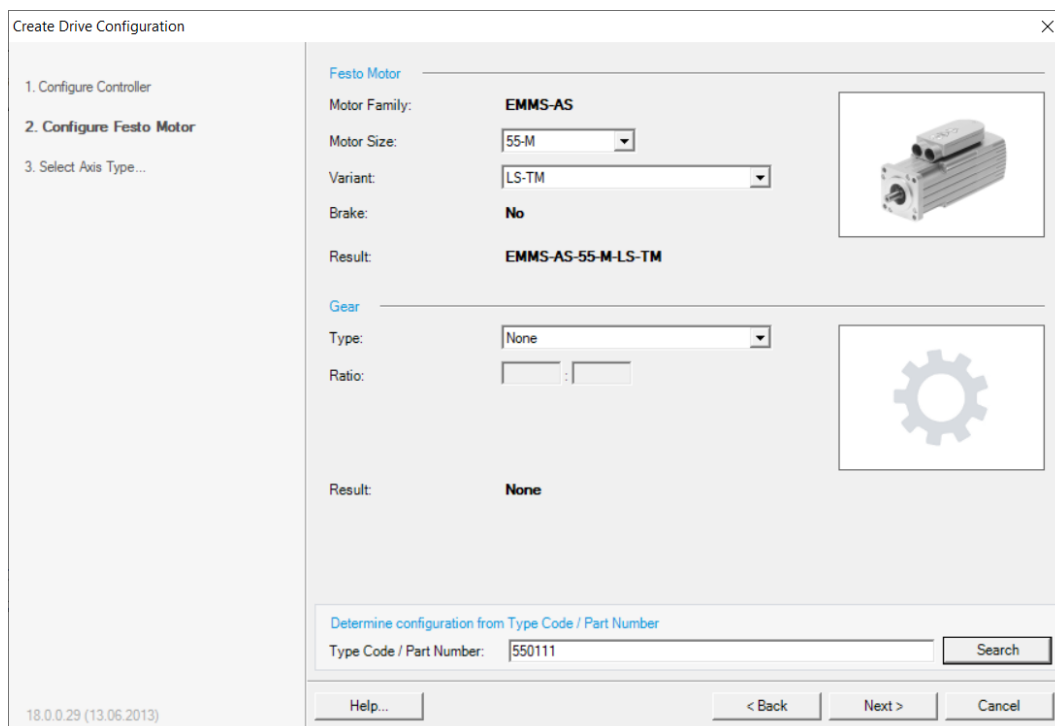 Create Drive Configuration
1. Configure Controller
2. Configure Festo Motor
3. Select Axis Type...
Festo Motor
Motor Family: EMMS-AS
Motor Size: 55-M
Variant: LS-TM
Brake: No
Result: EMMS-AS-55-M-LS-TM
Gear
Type: None
Ratio: :
Result: None
Determine configuration from Type Code / Part Number
Type Code / Part Number: 550111 Search
18.0.0.29 (13.06.2013)
Help... < Back Next > Cancel